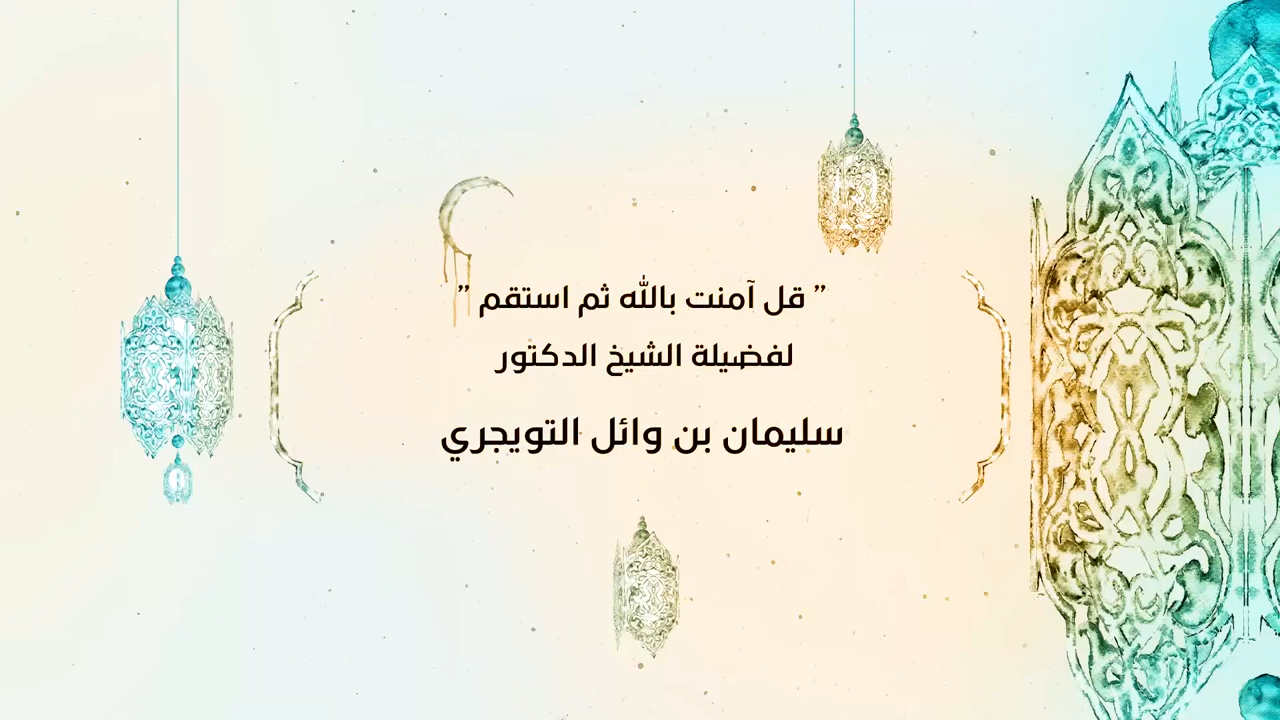 " قل آمنت بالله ثم استقم "
لفضيلة الشيخ الدكتور
سليمان بن وائل التويجري